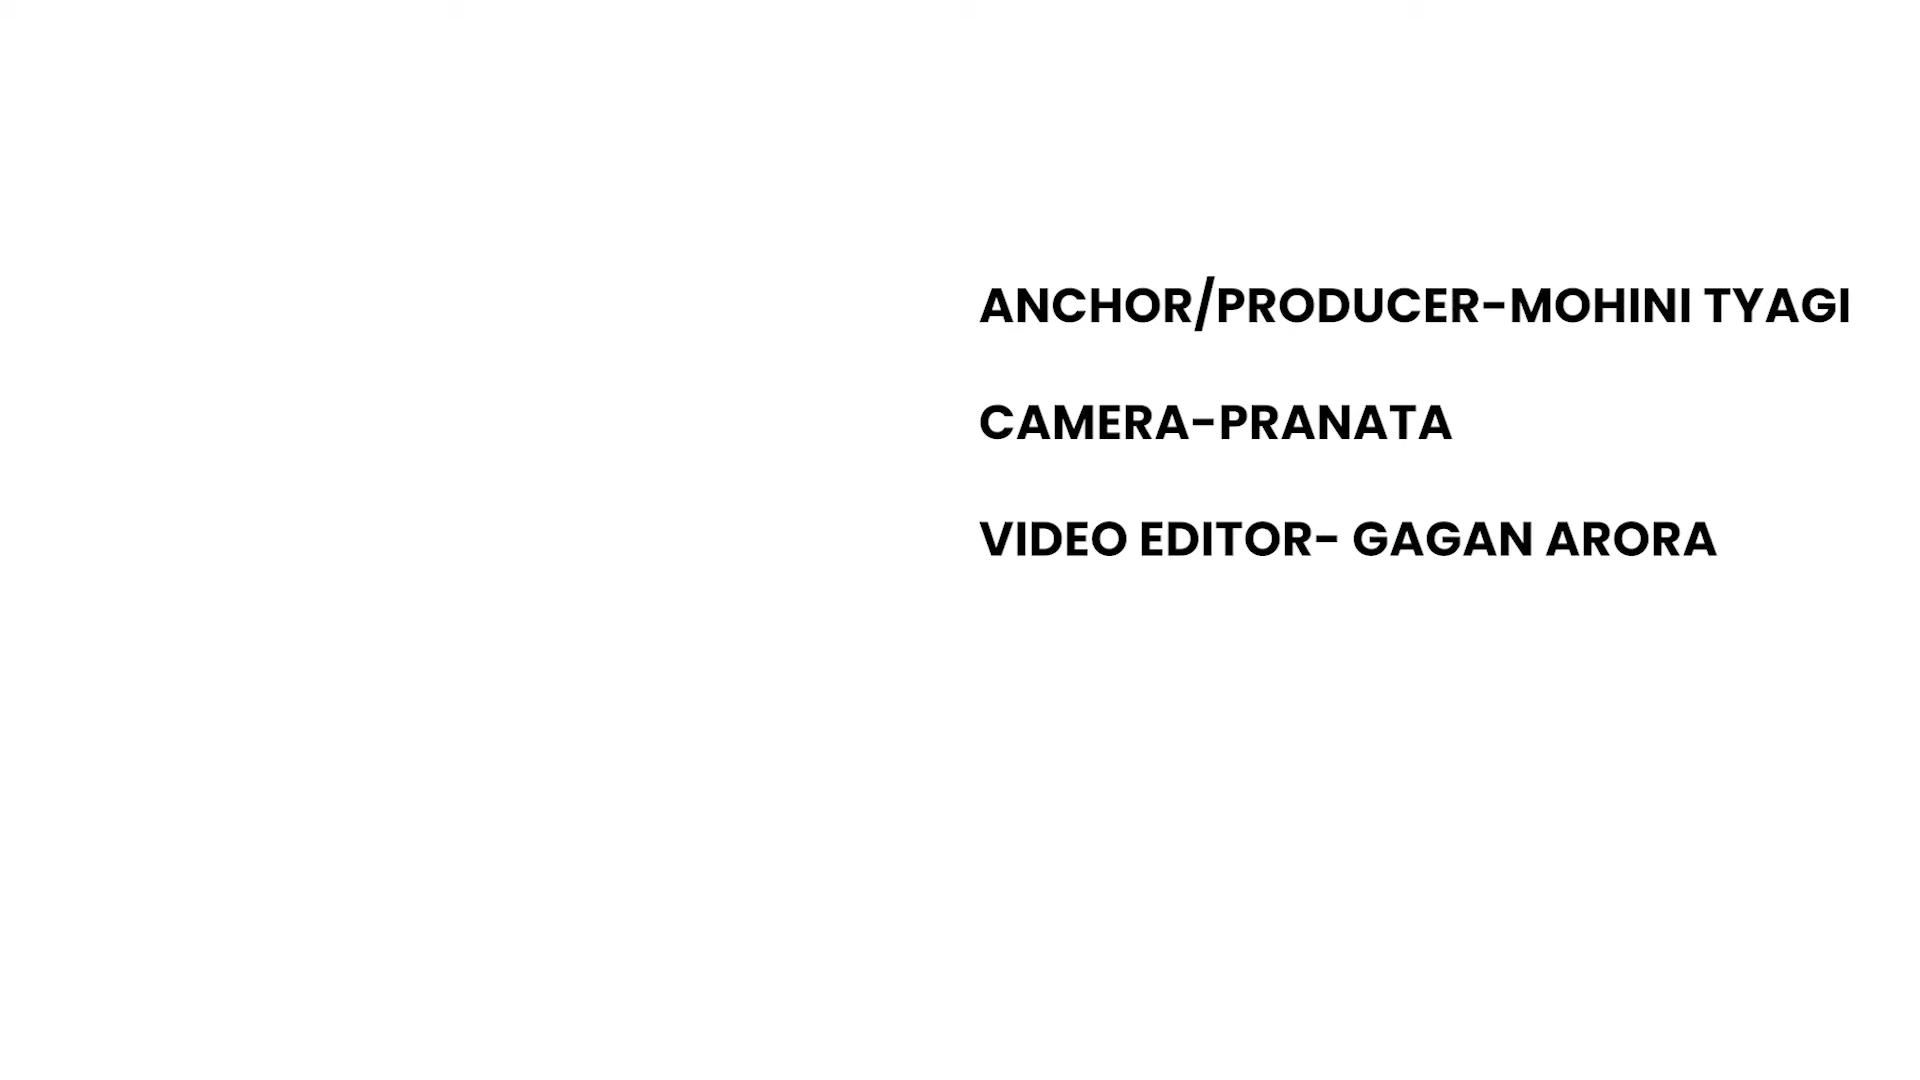 ANCHOR/PRODUCER-MOHINI TYAGI
CAMERA-PRANATA
VIDEO EDITOR- GAGAN ARORA